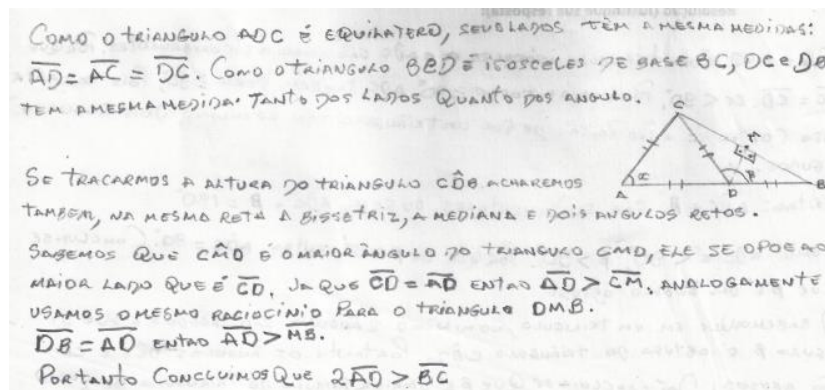 COMO O TRIANGULO ADC É EQUILATERO, SEUS LADOS TÊM A MESMA MEDIDAS:
AD = AC = DC. COMO O TRIANGULO BCD É ISOSCELES DE BASE BC, DC e DB
TEM A MESMA MEDIDA. TANTO DOS LADOS QUANTO DOS ANGULO.
C
M
α
β
A
D
B
SE TRACARMOS A ALTURA DO TRIANGULO CDB ACHAREMOS
TAMBEM, NA MESMA RETA A BISSETRIZ, A MEDIANA E DOIS ANGULOS RETOS.
SABEMOS QUE CMD É O MAIOR ÂNGULO DO TRIANGULO CMD, ELE SE OPOE AO
MAIOR LADO QUE É CD, JA QUE CD = AD ENTAO AD > CM. ANALOGAMENTE
USAMOS O MESMO RACIOCÍNIO PARA O TRIÂNGULO DMB.
DB = AD ENTAO AD > MB.
PORTANTO CONCLUIMOS QUE 2AD > BC